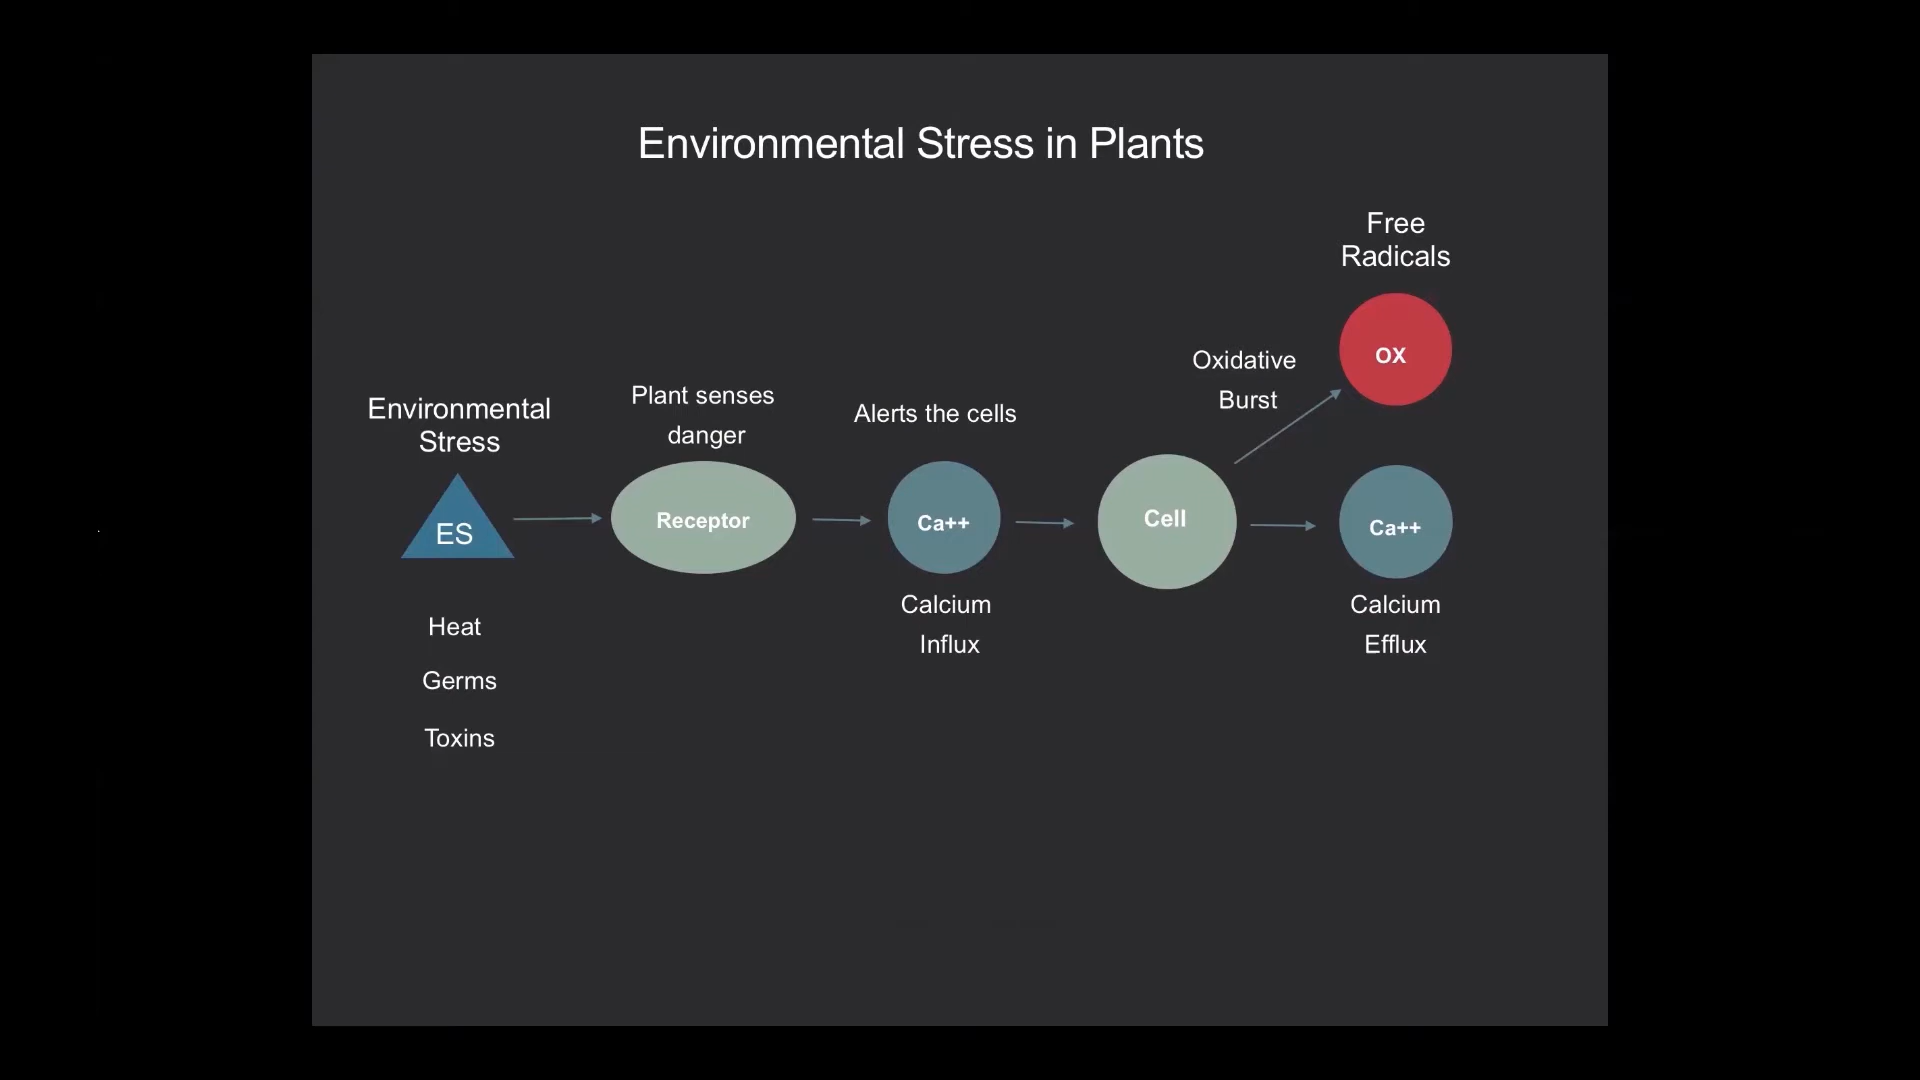 Environmental Stress in Plants
Free
Radicals
OX
Oxidative
Burst
Environmental
Stress
ES
Heat
Germs
Toxins
Plant senses
danger
Receptor
Alerts the cells
Ca++
Calcium
Influx
Cell
Ca++
Calcium
Efflux